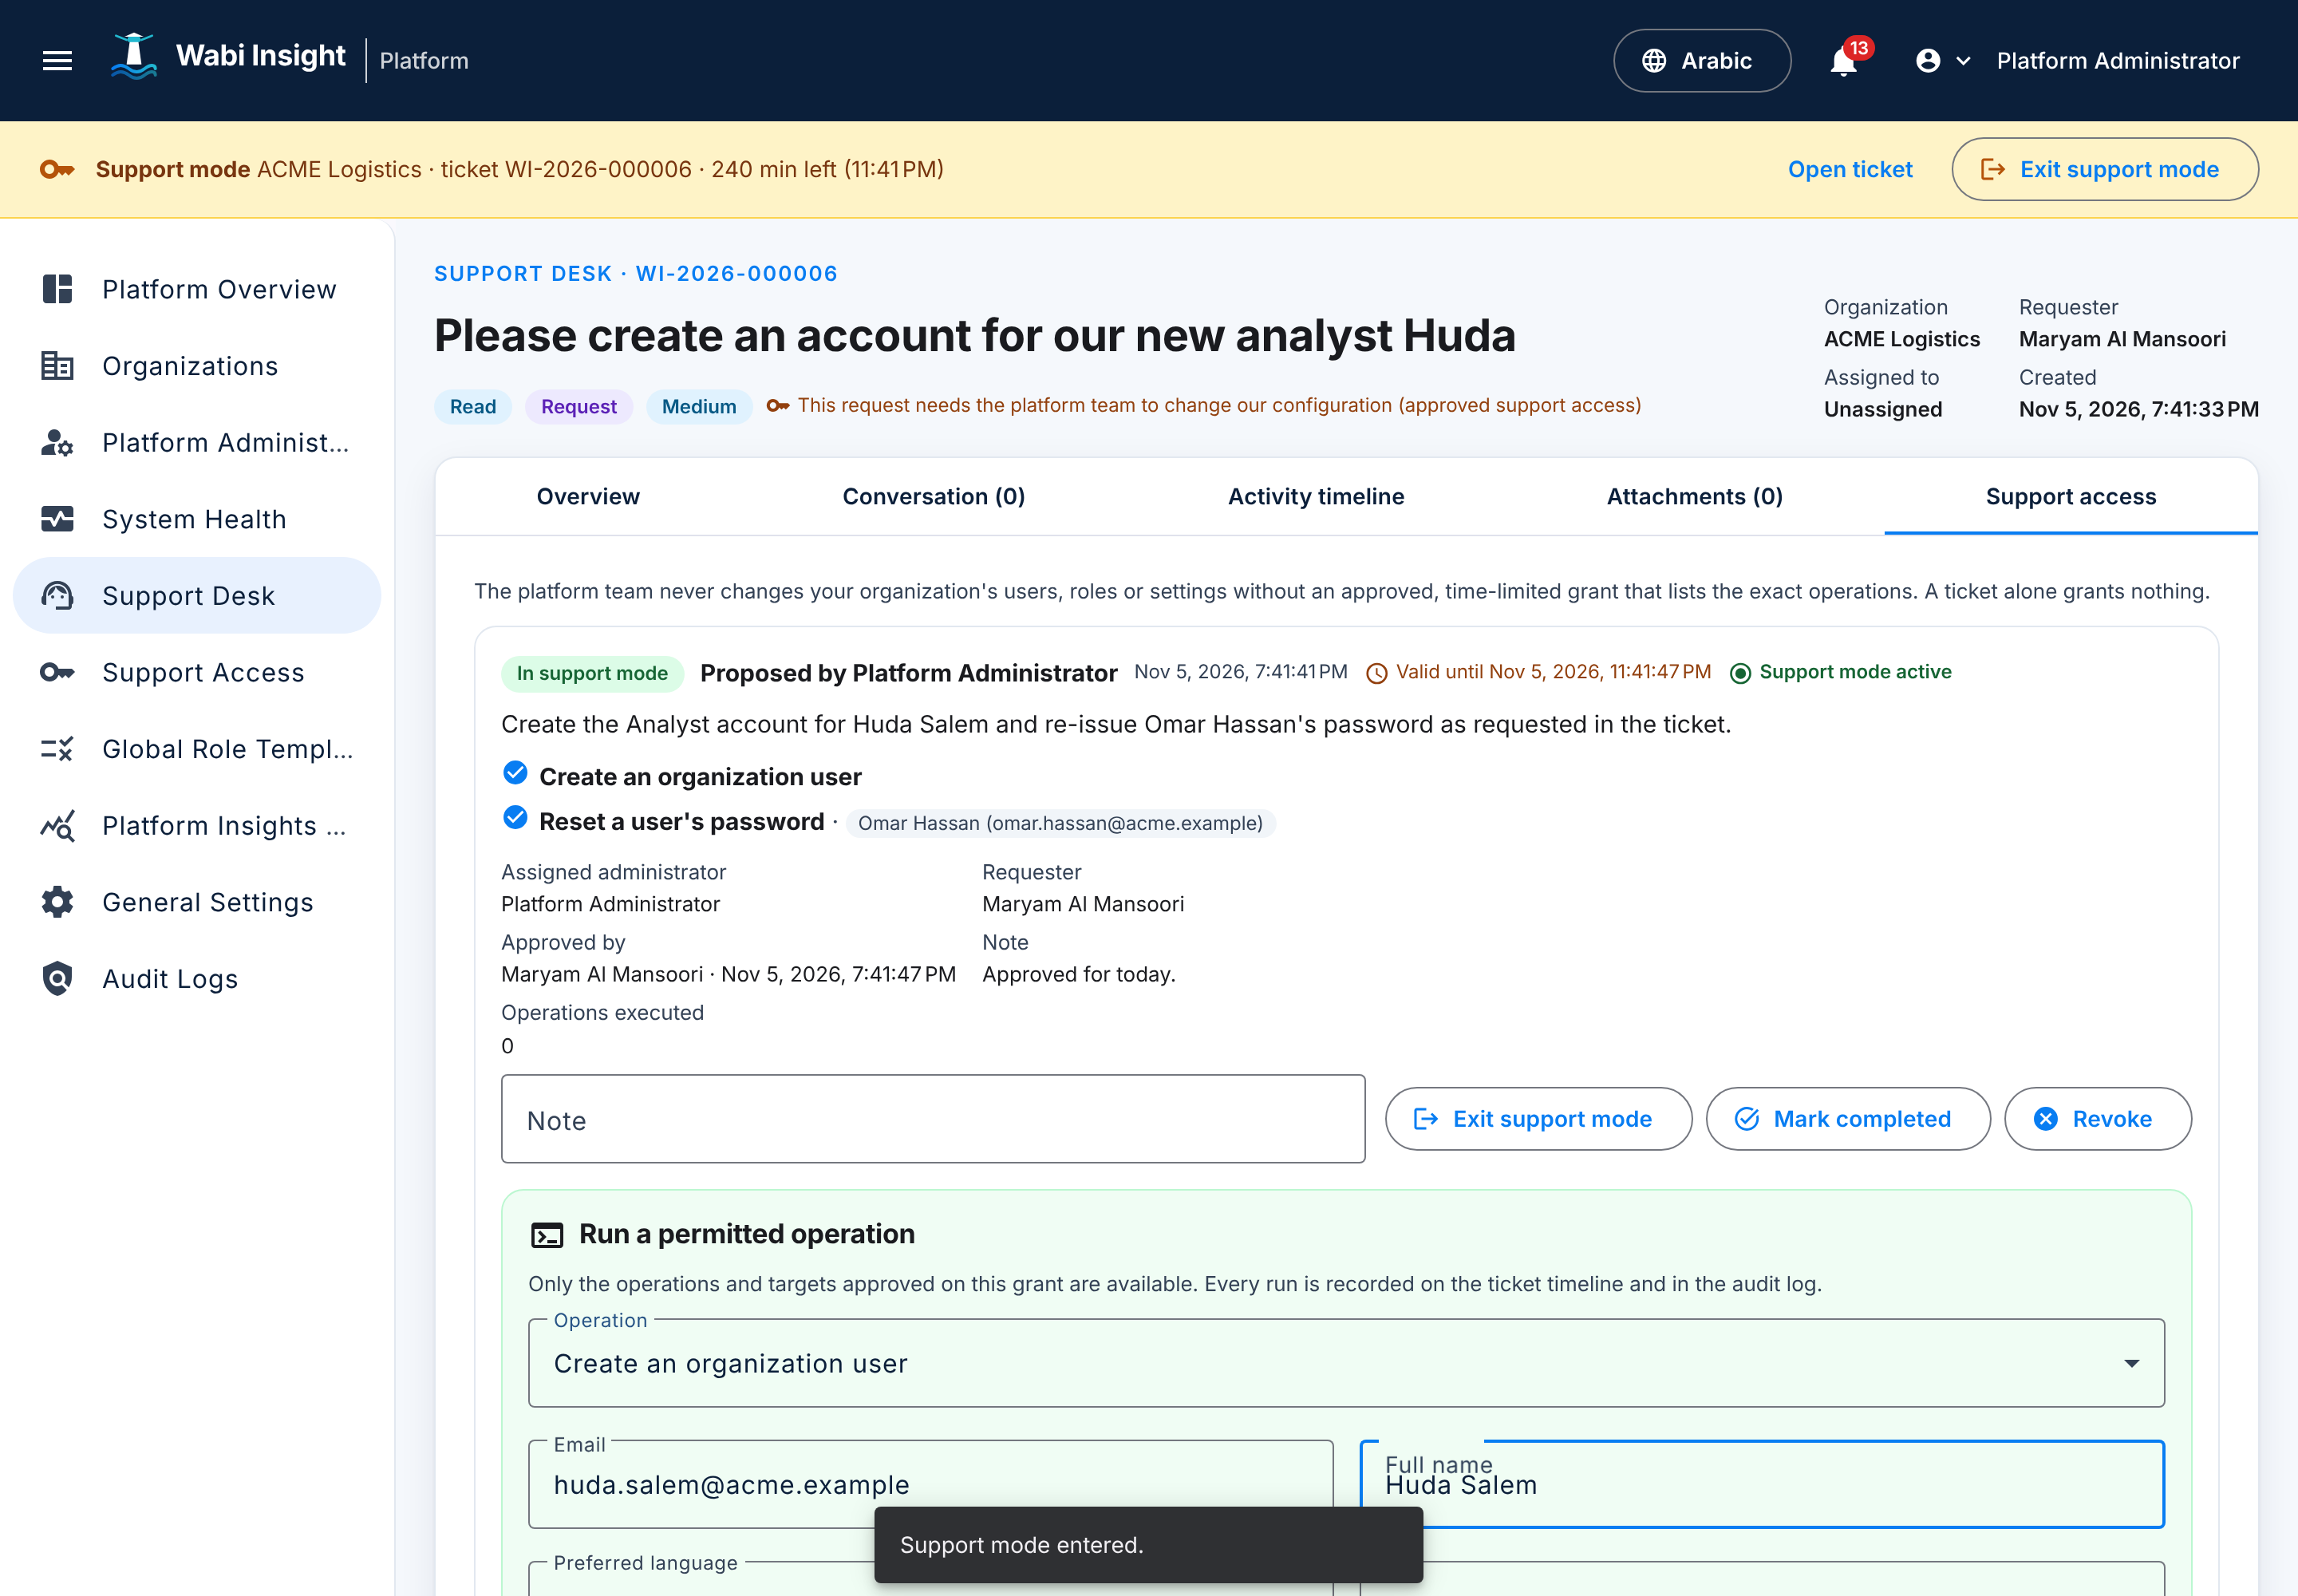 Wabi Insight
Platform
Arabic
13
Platform Administrator
Support mode ACME Logistics · ticket WI-2026-000006 · 240 min left (11:41 PM)
Open ticket
Exit support mode
Platform Overview
Organizations
Platform Administ...
System Health
Support Desk
Support Access
Global Role Templ...
Platform Insights ...
General Settings
Audit Logs
SUPPORT DESK · WI-2026-000006
Please create an account for our new analyst Huda
Read
Request
Medium
This request needs the platform team to change our configuration (approved support access)
Organization
ACME Logistics
Requester
Maryam Al Mansoori
Assigned to
Unassigned
Created
Nov 5, 2026, 7:41:33 PM
Overview
Conversation (0)
Activity timeline
Attachments (0)
Support access
The platform team never changes your organization's users, roles or settings without an approved, time-limited grant that lists the exact operations. A ticket alone grants nothing.
In support mode
Proposed by Platform Administrator
Nov 5, 2026, 7:41:41 PM
Valid until Nov 5, 2026, 11:41:47 PM
Support mode active
Create the Analyst account for Huda Salem and re-issue Omar Hassan's password as requested in the ticket.
Create an organization user
Reset a user's password · Omar Hassan (omar.hassan@acme.example)
Assigned administrator
Platform Administrator
Requester
Maryam Al Mansoori
Approved by
Maryam Al Mansoori · Nov 5, 2026, 7:41:47 PM
Note
Approved for today.
Operations executed
0
Note
Exit support mode
Mark completed
Revoke
Run a permitted operation
Only the operations and targets approved on this grant are available. Every run is recorded on the ticket timeline and in the audit log.
Operation
Create an organization user
Email
huda.salem@acme.example
Full name
Huda Salem
Preferred language
Support mode entered.